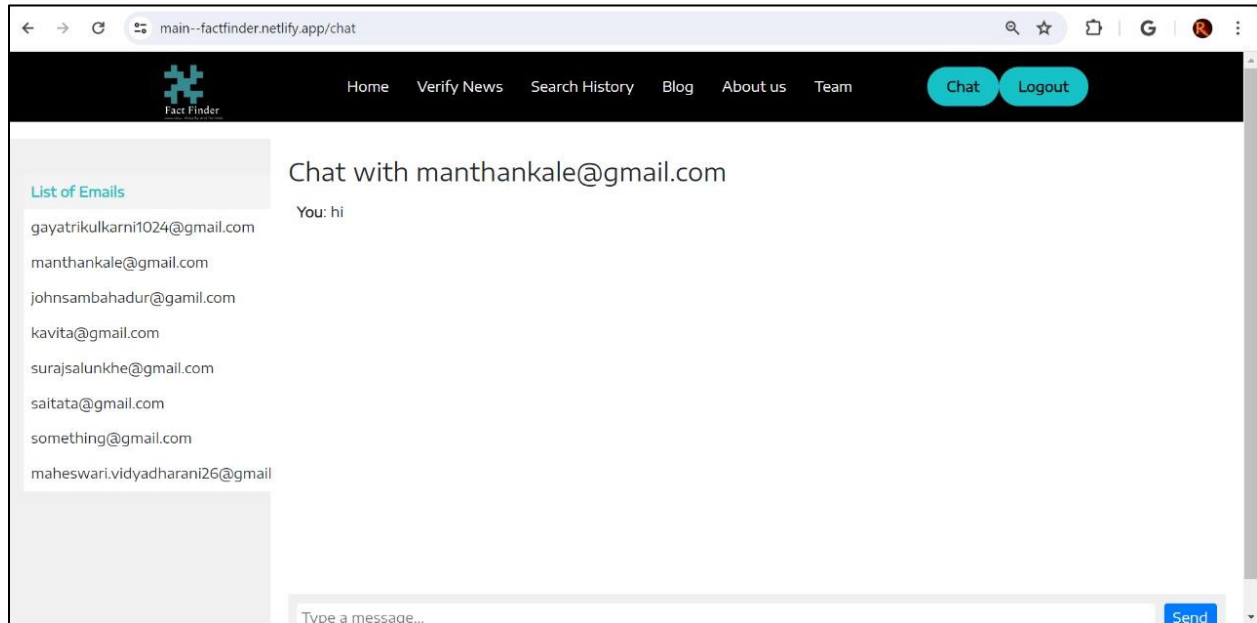 main--factfinder.netlify.app/chat
G
R
Fact Finder
Home Verify News Search History Blog About us Team Chat Logout
List of Emails
gayatrikulkarni1024@gmail.com
manthankale@gmail.com
johnsambahadur@gamil.com
kavita@gmail.com
surajsalunkhe@gmail.com
saitata@gmail.com
something@gmail.com
maheswari.vidyadharani26@gmail
Chat with manthankale@gmail.com
You: hi
Type a message...
Send